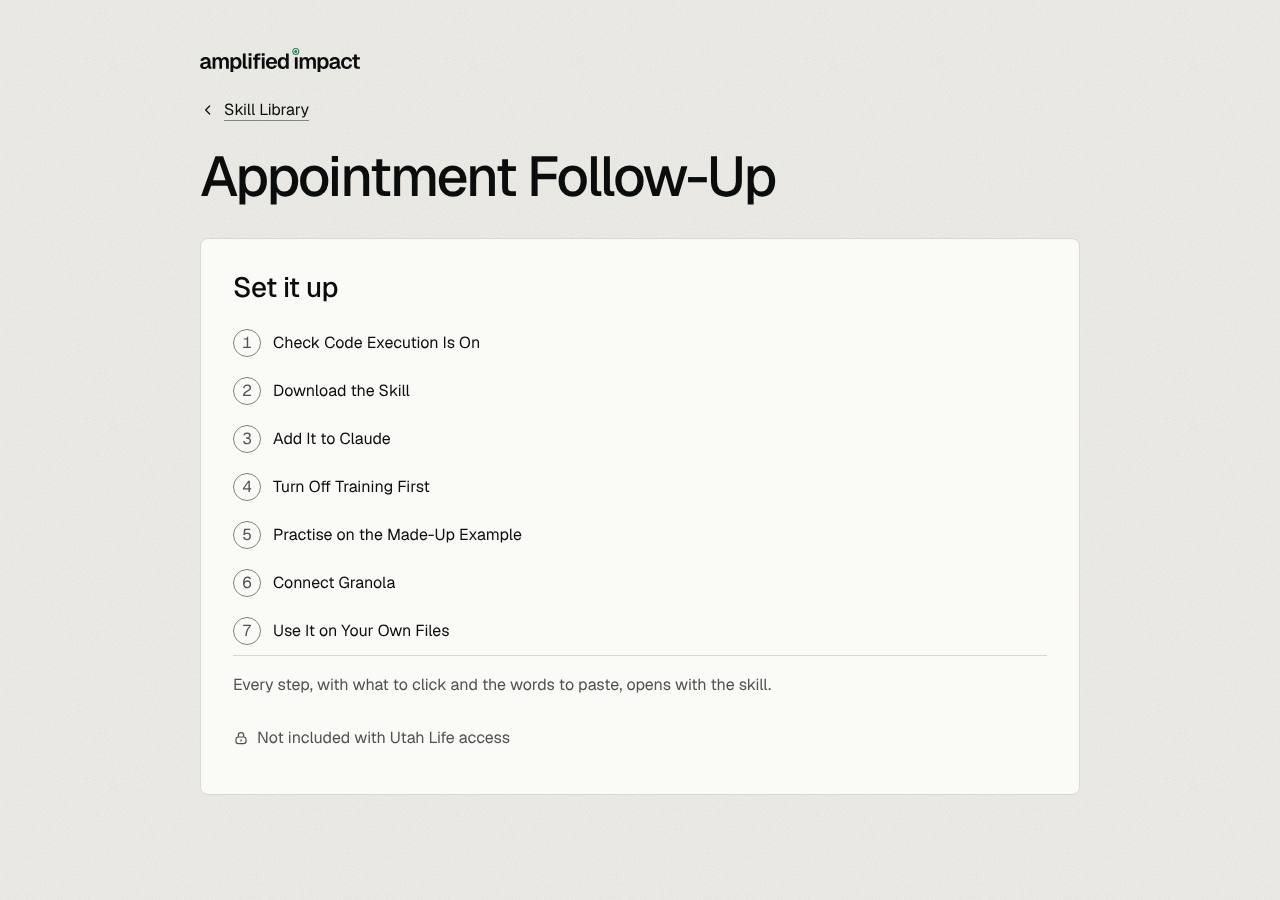 amplified impact
Skill Library
Appointment Follow-Up
Set it up
1 Check Code Execution Is On
2 Download the Skill
3 Add It to Claude
4 Turn Off Training First
5 Practise on the Made-Up Example
6 Connect Granola
7 Use It on Your Own Files
Every step, with what to click and the words to paste, opens with the skill.
Not included with Utah Life access